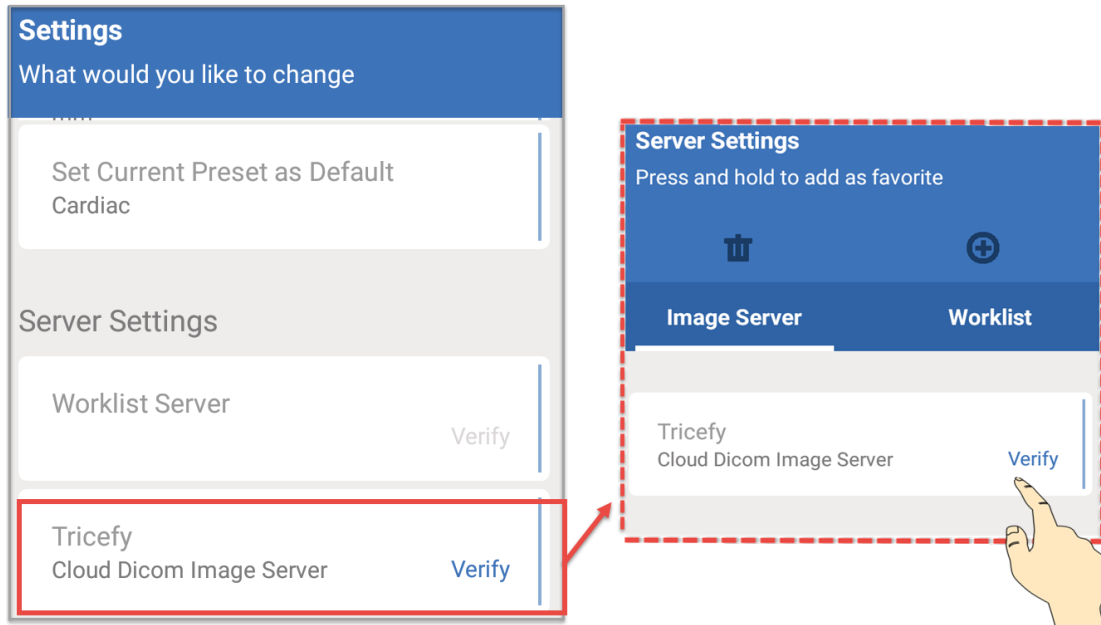 Settings
What would you like to change
Set Current Preset as Default
Cardiac
Server Settings
Worklist Server
Verify
Tricefy
Cloud Dicom Image Server
Verify
Server Settings
Press and hold to add as favorite
Image Server
Worklist
Tricefy
Cloud Dicom Image Server
Verify